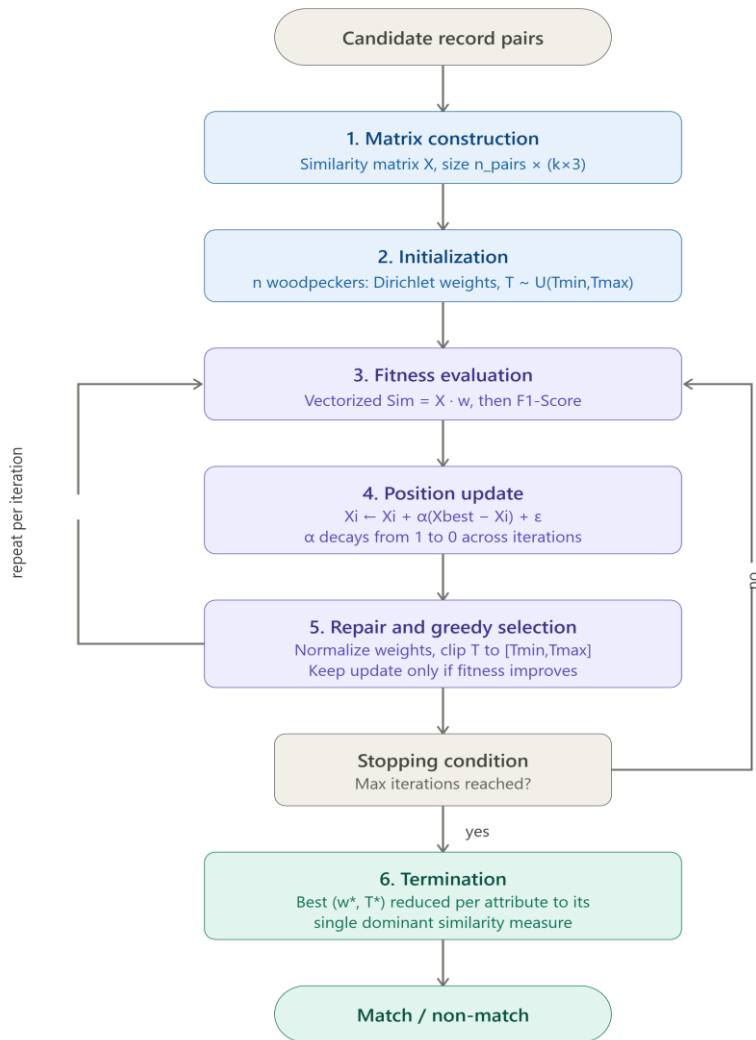 Candidate record pairs
1. Matrix construction
Similarity matrix X, size n_pairs × (k×3)
2. Initialization
n woodpeckers: Dirichlet weights, T ~ U(Tmin,Tmax)
3. Fitness evaluation
Vectorized Sim = X · w, then F1-Score
repeat per iteration
4. Position update
Xi ← Xi + α(Xbest − Xi) + ε
α decays from 1 to 0 across iterations
no
5. Repair and greedy selection
Normalize weights, clip T to [Tmin,Tmax]
Keep update only if fitness improves
Stopping condition
Max iterations reached?
yes
6. Termination
Best (w*, T*) reduced per attribute to its
single dominant similarity measure
Match / non-match